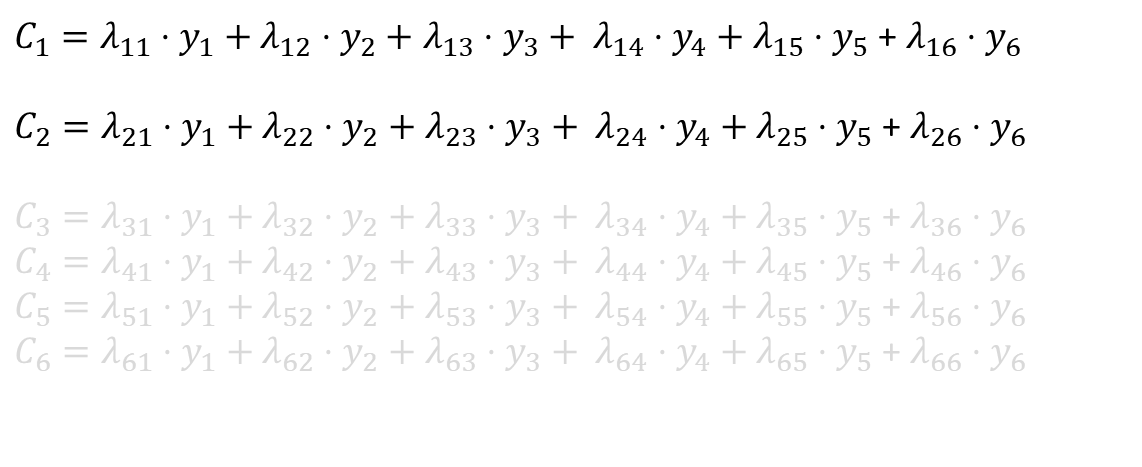 C₁ = λ₁₁ · y₁ + λ₁₂ · y₂ + λ₁₃ · y₃ + λ₁₄ · y₄ + λ₁₅ · y₅ + λ₁₆ · y₆
C₂ = λ₂₁ · y₁ + λ₂₂ · y₂ + λ₂₃ · y₃ + λ₂₄ · y₄ + λ₂₅ · y₅ + λ₂₆ · y₆
C₃ = λ₃₁ · y₁ + λ₃₂ · y₂ + λ₃₃ · y₃ + λ₃₄ · y₄ + λ₃₅ · y₅ + λ₃₆ · y₆
C₄ = λ₄₁ · y₁ + λ₄₂ · y₂ + λ₄₃ · y₃ + λ₄₄ · y₄ + λ₄₅ · y₅ + λ₄₆ · y₆
C₅ = λ₅₁ · y₁ + λ₅₂ · y₂ + λ₅₃ · y₃ + λ₅₄ · y₄ + λ₅₅ · y₅ + λ₅₆ · y₆
C₆ = λ₆₁ · y₁ + λ₆₂ · y₂ + λ₆₃ · y₃ + λ₆₄ · y₄ + λ₆₅ · y₅ + λ₆₆ · y₆